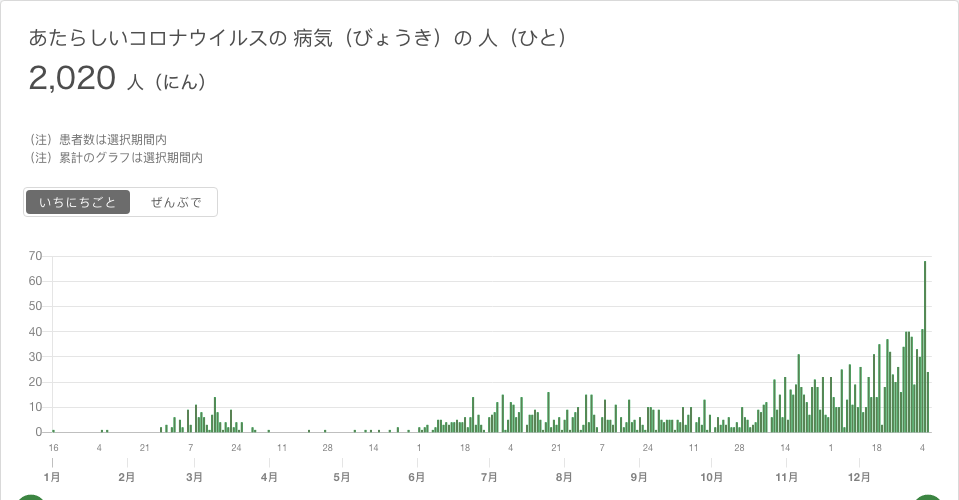 あたらしいコロナウイルスの 病気（びょうき）の 人（ひと）
2,020 人（にん）
（注）患者数は選択期間内
（注）累計のグラフは選択期間内
いちにちごと ぜんぶで
70
60
50
40
30
20
10
0
16 4 21 7 24 11 28 14 1 18 4 21 7 23 10 27 14 1 18 4
1月 2月 3月 4月 5月 6月 7月 8月 9月 10月 11月 12月